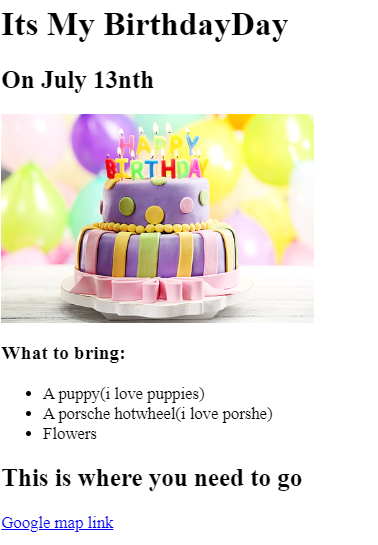 Its My BirthdayDay
On July 13nth
HAPPY
BIRTHDAY
What to bring:
A puppy(i love puppies)
A porsche hotwheel(i love porshe)
Flowers
This is where you need to go
Google map link